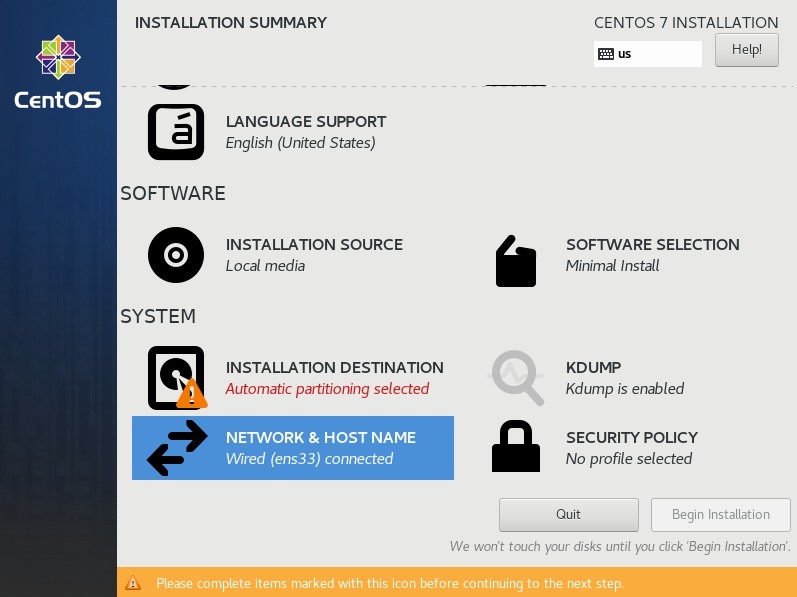 INSTALLATION SUMMARY
CENTOS 7 INSTALLATION
us
Help!
CentOS
á
LANGUAGE SUPPORT
English (United States)
SOFTWARE
INSTALLATION SOURCE
Local media
SOFTWARE SELECTION
Minimal Install
SYSTEM
INSTALLATION DESTINATION
Automatic partitioning selected
KDUMP
Kdump is enabled
NETWORK & HOST NAME
Wired (ens33) connected
SECURITY POLICY
No profile selected
Quit
Begin Installation
We won't touch your disks until you click 'Begin Installation'.
Please complete items marked with this icon before continuing to the next step.